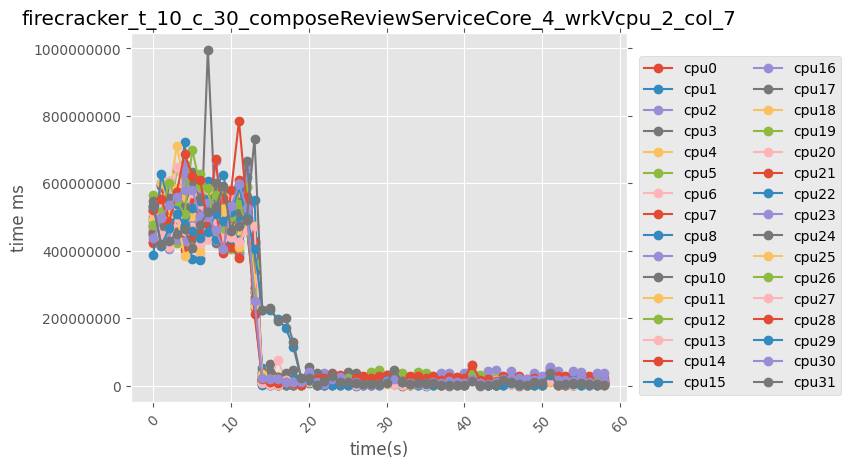 firecracker_t_10_c_30_composeReviewServiceCore_4_wrkVcpu_2_col_7
1000000000
800000000
600000000
400000000
200000000
0
time ms
0
10
20
30
40
50
60
time(s)
cpu0
cpu1
cpu2
cpu3
cpu4
cpu5
cpu6
cpu7
cpu8
cpu9
cpu10
cpu11
cpu12
cpu13
cpu14
cpu15
cpu16
cpu17
cpu18
cpu19
cpu20
cpu21
cpu22
cpu23
cpu24
cpu25
cpu26
cpu27
cpu28
cpu29
cpu30
cpu31